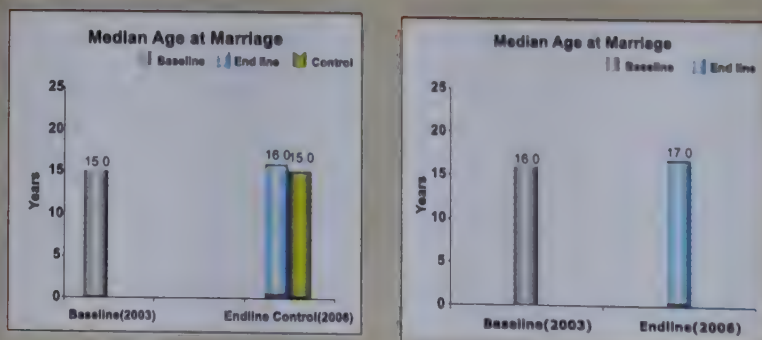 Median Age at Marriage
Baseline End line Control
25
20
15
10
5
0
Years
15 0
16 0 15.0
Baseline(2003) Endline Control(2006)
Median Age at Marriage
Baseline End line
25
20
15
10
5
0
Years
16 0
17 0
Baseline(2003) Endline(2006)